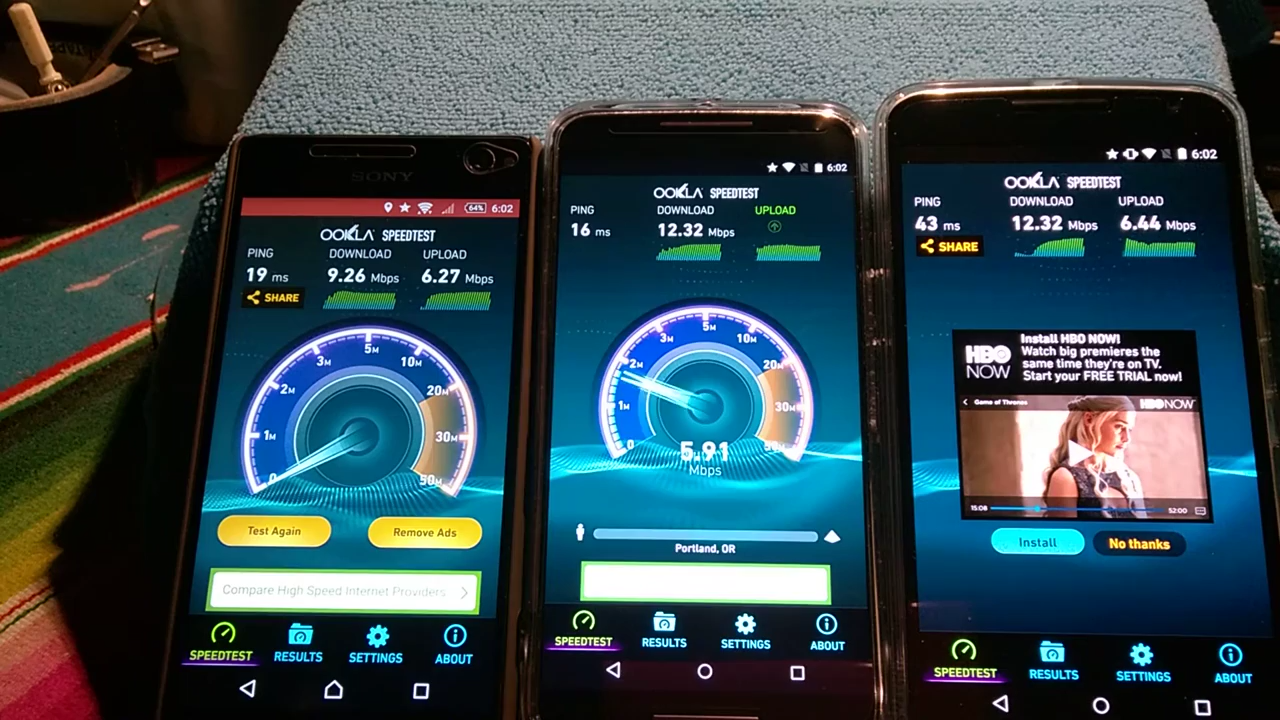 SONY
64% 6:02
OOKLA SPEEDTEST
PING DOWNLOAD UPLOAD
19 ms 9.26 Mbps 6.27 Mbps
SHARE
0 1M 2M 3M 5M 10M 20M 30M 50M
Test Again Remove Ads
Compare High Speed Internet Providers
SPEEDTEST RESULTS SETTINGS ABOUT
6:02
OOKLA SPEEDTEST
PING DOWNLOAD UPLOAD
16 ms 12.32 Mbps
0 1M 2M 3M 5M 10M 20M 30M 50M
5.91
Mbps
Portland, OR
SPEEDTEST RESULTS SETTINGS ABOUT
6:02
OOKLA SPEEDTEST
PING DOWNLOAD UPLOAD
43 ms 12.32 Mbps 6.44 Mbps
SHARE
HBO NOW
Install HBO NOW!
Watch big premieres the
same time they're on TV.
Start your FREE TRIAL now!
Game of Thrones HBO NOW
15:08 52:00
Install No thanks
SPEEDTEST RESULTS SETTINGS ABOUT